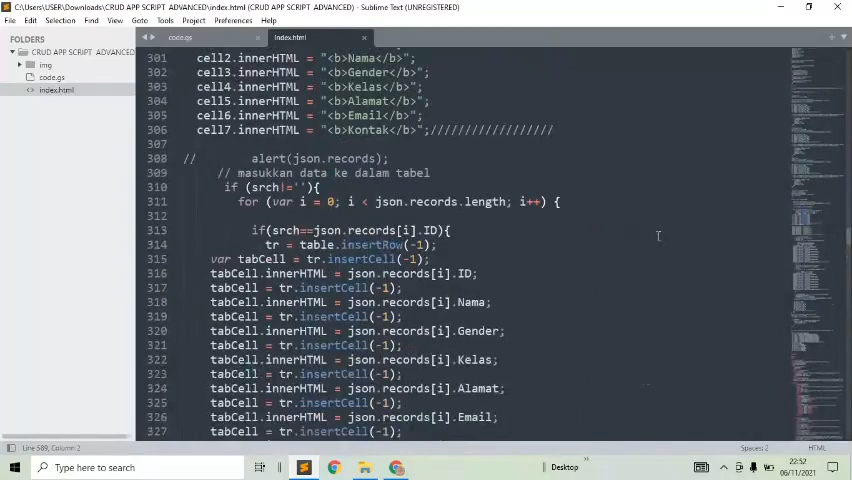 C:\Users\USER\Downloads\CRUD APP SCRIPT ADVANCED\index.html (CRUD APP SCRIPT ADVANCED) - Sublime Text (UNREGISTERED)
File Edit Selection Find View Goto Tools Project Preferences Help
FOLDERS
CRUD APP SCRIPT ADVANCED
img
code.gs
index.html
code.gs
index.html
301 cell2.innerHTML = "<b>Nama</b>";
302 cell3.innerHTML = "<b>Gender</b>";
303 cell4.innerHTML = "<b>Kelas</b>";
304 cell5.innerHTML = "<b>Alamat</b>";
305 cell6.innerHTML = "<b>Email</b>";
306 cell7.innerHTML = "<b>Kontak</b>";//////////////////
307
308 // alert(json.records);
309 // masukkan data ke dalam tabel
310 if (srch!=''){
311 for (var i = 0; i < json.records.length; i++) {
312
313 if(srch==json.records[i].ID){
314 tr = table.insertRow(-1);
315 var tabCell = tr.insertCell(-1);
316 tabCell.innerHTML = json.records[i].ID;
317 tabCell = tr.insertCell(-1);
318 tabCell.innerHTML = json.records[i].Nama;
319 tabCell = tr.insertCell(-1);
320 tabCell.innerHTML = json.records[i].Gender;
321 tabCell = tr.insertCell(-1);
322 tabCell.innerHTML = json.records[i].Kelas;
323 tabCell = tr.insertCell(-1);
324 tabCell.innerHTML = json.records[i].Alamat;
325 tabCell = tr.insertCell(-1);
326 tabCell.innerHTML = json.records[i].Email;
327 tabCell = tr.insertCell(-1);
Line 589, Column 2
Spaces: 2
HTML
Type here to search
Desktop
22:52
06/11/2021